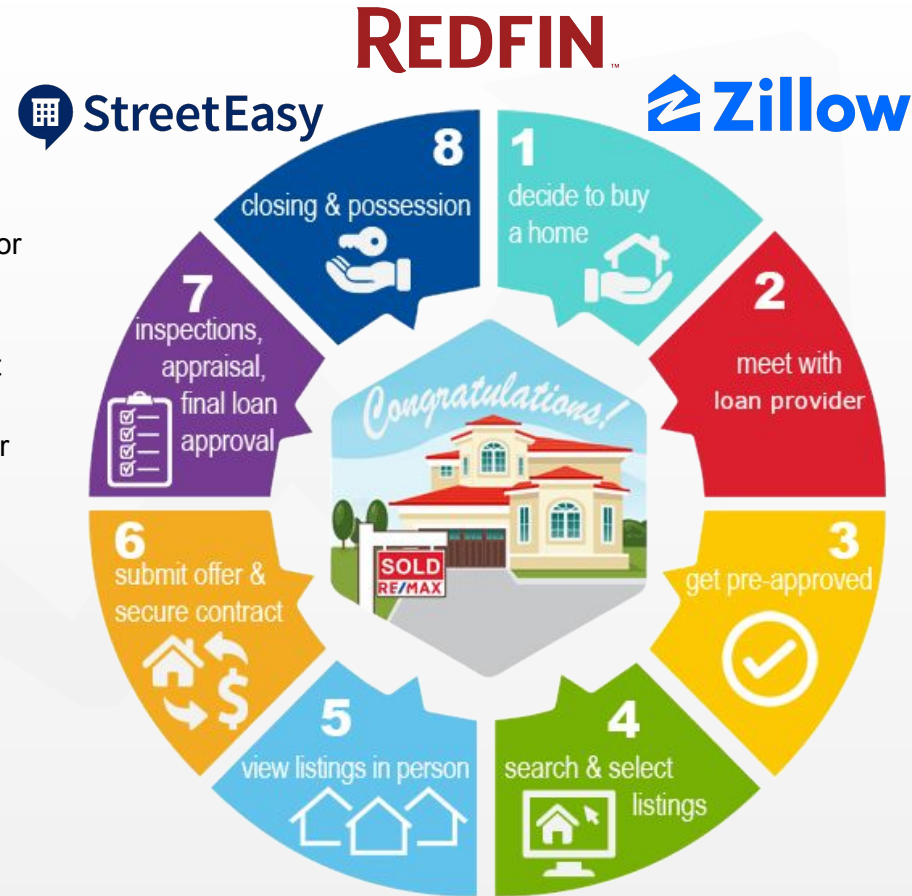 REDFIN
StreetEasy
Zillow
or
r
8
closing & possession
1
decide to buy
a home
2
meet with
loan provider
3
get pre-approved
4
search & select
listings
5
view listings in person
6
submit offer &
secure contract
7
inspections,
appraisal,
final loan
approval
Congratulations!
SOLD
RE/MAX